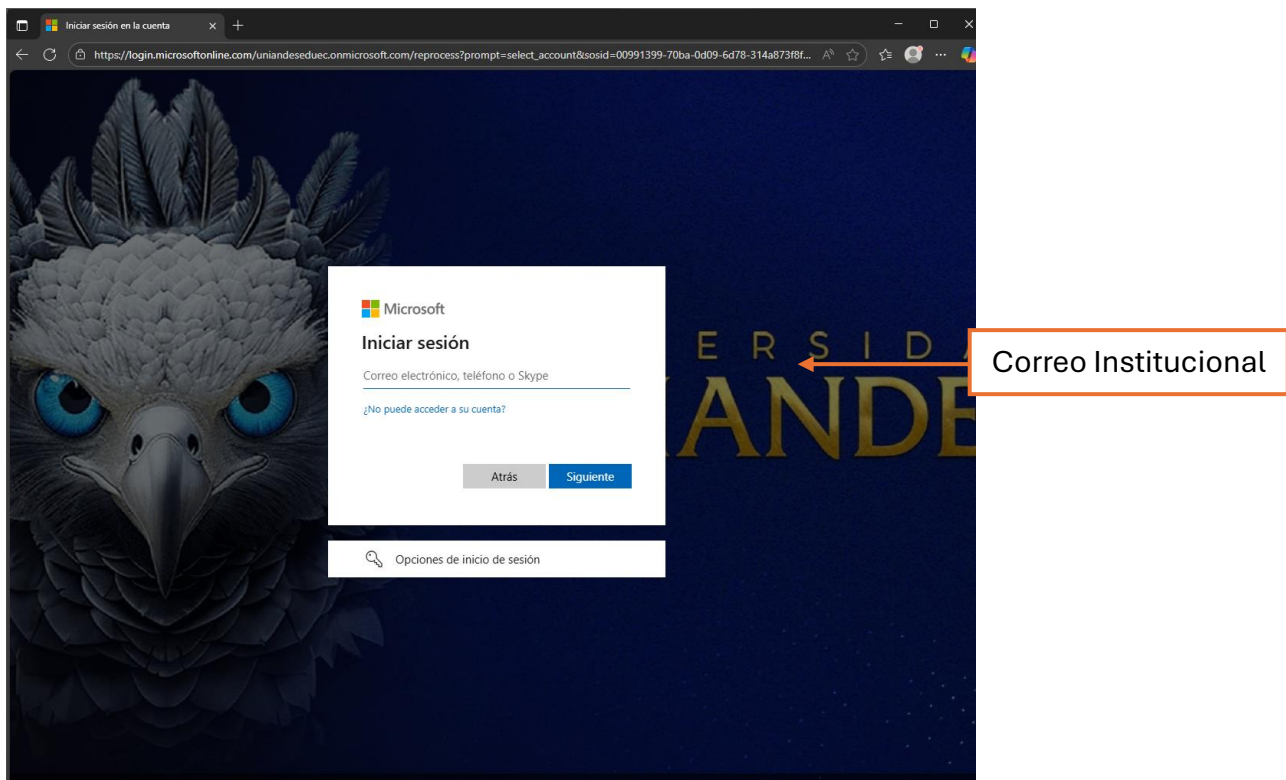 Iniciar sesión en la cuenta
https://login.microsoftonline.com/uniandeseduec.onmicrosoft.com/reprocess?prompt=select_account&sosid=00991399-70ba-0d09-6d78-314a873f8f...
Microsoft
Iniciar sesión
Correo electrónico, teléfono o Skype
¿No puede acceder a su cuenta?
Atrás
Siguiente
Opciones de inicio de sesión
ERSIDA
ANDE
Correo Institucional